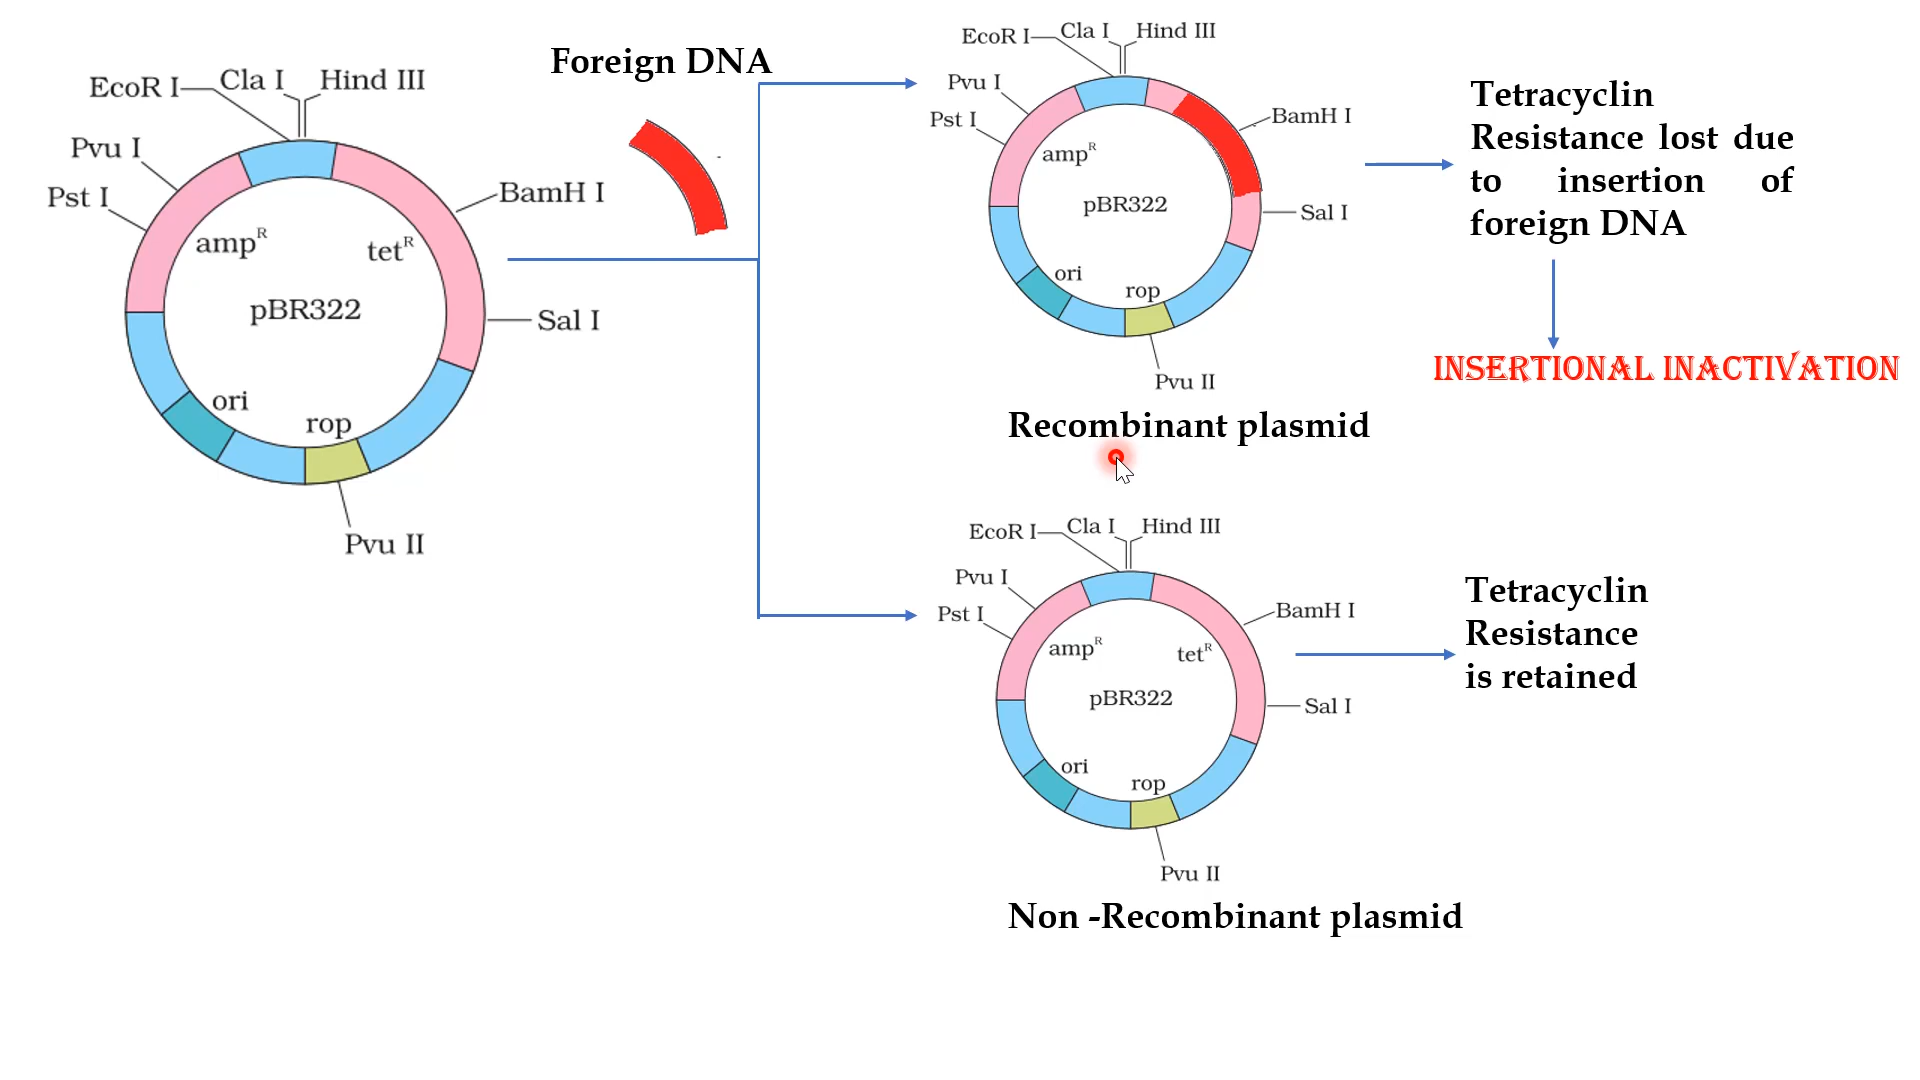 EcoR I
Cla I
Hind III
Pvu I
Pst I
BamH I
amp^R
tet^R
pBR322
Sal I
ori
rop
Pvu II
Foreign DNA
EcoR I
Cla I
Hind III
Pvu I
Pst I
BamH I
amp^R
pBR322
Sal I
ori
rop
Pvu II
Recombinant plasmid
Tetracyclin
Resistance lost due
to insertion of
foreign DNA
INSERTIONAL INACTIVATION
EcoR I
Cla I
Hind III
Pvu I
Pst I
BamH I
amp^R
tet^R
pBR322
Sal I
ori
rop
Pvu II
Non -Recombinant plasmid
Tetracyclin
Resistance
is retained